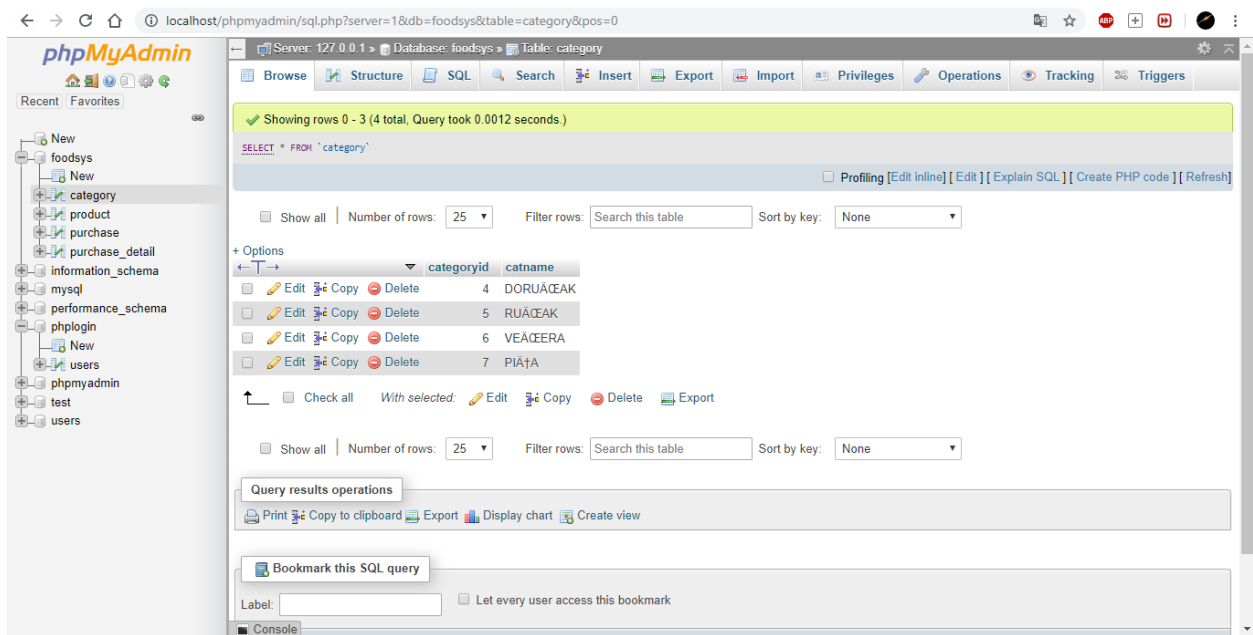 localhost/phpmyadmin/sql.php?server=1&db=foodsys&table=category&pos=0
ABP
phpMyAdmin
Recent Favorites
New
foodsys
New
category
product
purchase
purchase_detail
information_schema
mysql
performance_schema
phplogin
New
users
phpmyadmin
test
users
Server: 127.0.0.1 » Database: foodsys » Table: category
Browse Structure SQL Search Insert Export Import Privileges Operations Tracking Triggers
Showing rows 0 - 3 (4 total, Query took 0.0012 seconds.)
SELECT * FROM `category`
Profiling [Edit inline] [ Edit ] [ Explain SQL ] [ Create PHP code ] [ Refresh]
Show all Number of rows: 25 Filter rows: Search this table Sort by key: None
+ Options
←T→ categoryid catname
Edit Copy Delete 4 DORUÄŒAK
Edit Copy Delete 5 RUÄŒAK
Edit Copy Delete 6 VEÄŒERA
Edit Copy Delete 7 PIÄ†A
Check all With selected: Edit Copy Delete Export
Show all Number of rows: 25 Filter rows: Search this table Sort by key: None
Query results operations
Print Copy to clipboard Export Display chart Create view
Bookmark this SQL query
Label: Let every user access this bookmark
Console